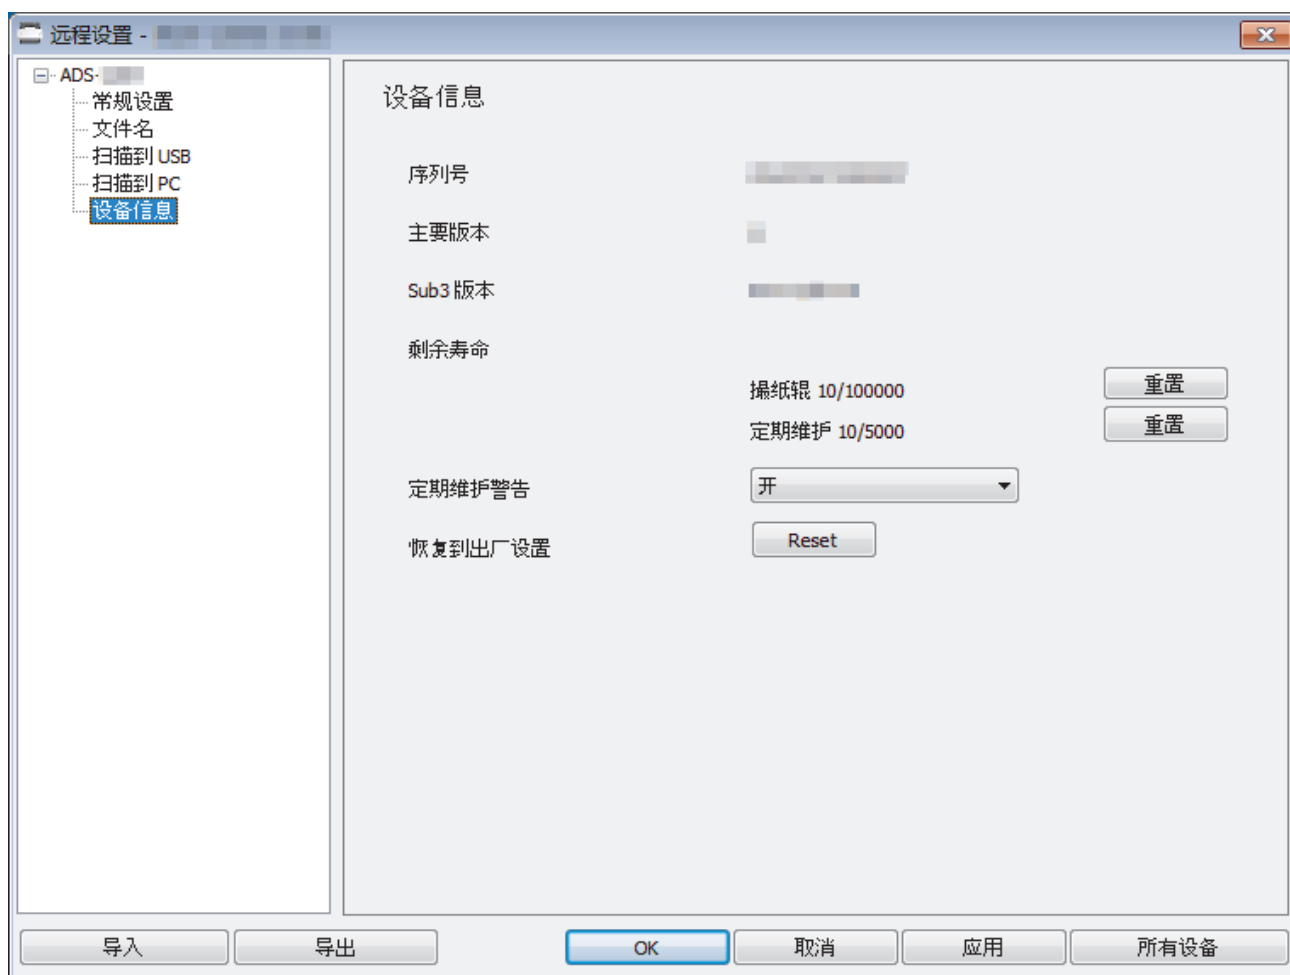 远程设置 -
ADS-
常规设置
文件名
扫描到 USB
扫描到 PC
设备信息
设备信息
序列号
主要版本
Sub3 版本
剩余寿命
撮纸辊 10/100000
重置
定期维护 10/5000
重置
定期维护警告
开
恢复到出厂设置
Reset
导入
导出
OK
取消
应用
所有设备